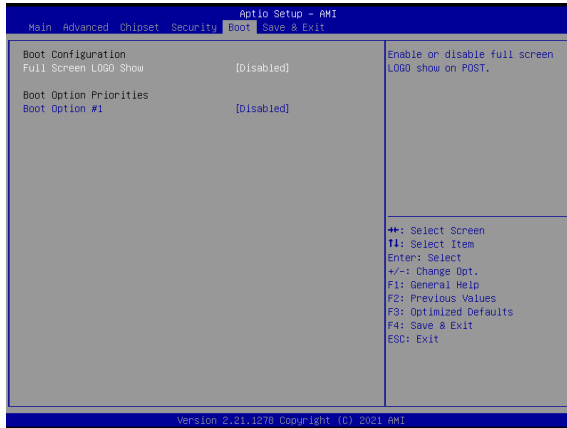 Aptio Setup – AMI
Main Advanced Chipset Security Boot Save & Exit
Boot Configuration
Full Screen LOGO Show [Disabled]
Boot Option Priorities
Boot Option #1 [Disabled]
Enable or disable full screen
LOGO show on POST.
→←: Select Screen
↑↓: Select Item
Enter: Select
+/-: Change Opt.
F1: General Help
F2: Previous Values
F3: Optimized Defaults
F4: Save & Exit
ESC: Exit
Version 2.21.1278 Copyright (C) 2021 AMI